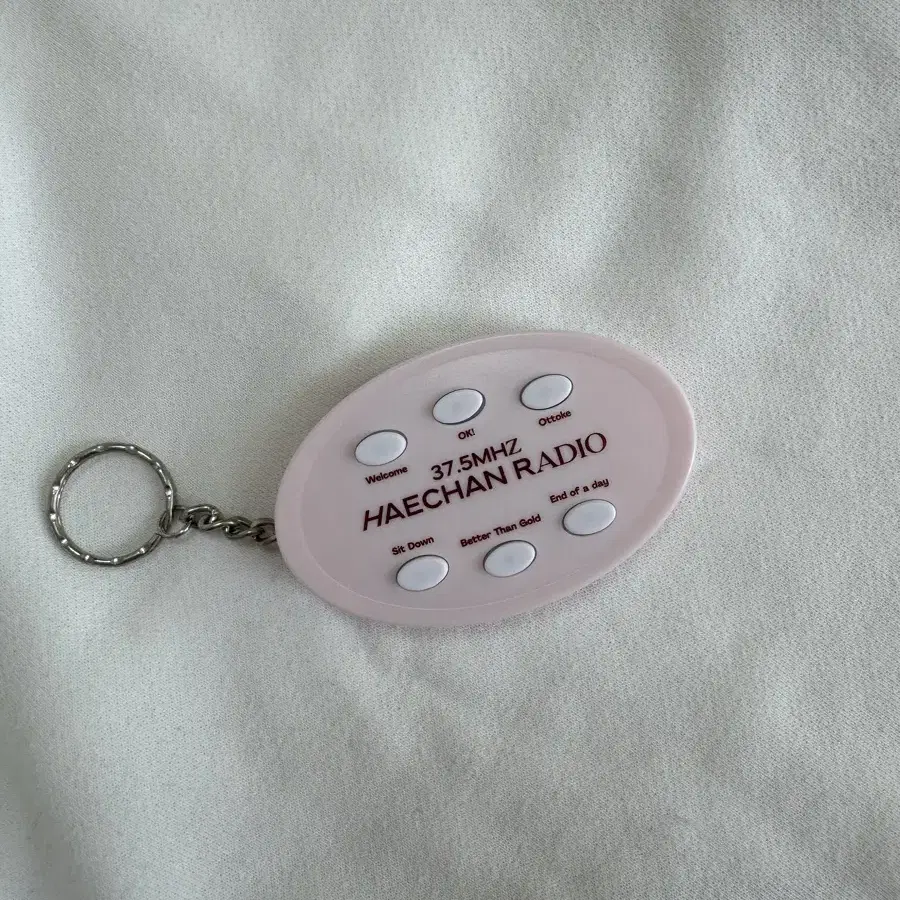 Welcome
OK!
Ottoke
37.5MHZ
HAECHAN RADIO
Sit Down
Better Than Gold
End of a day